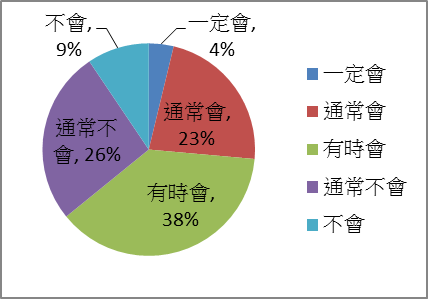 不會,
9%
一定會,
4%
通常會,
23%
通常不
會, 26%
有時會,
38%
一定會
通常會
有時會
通常不會
不會